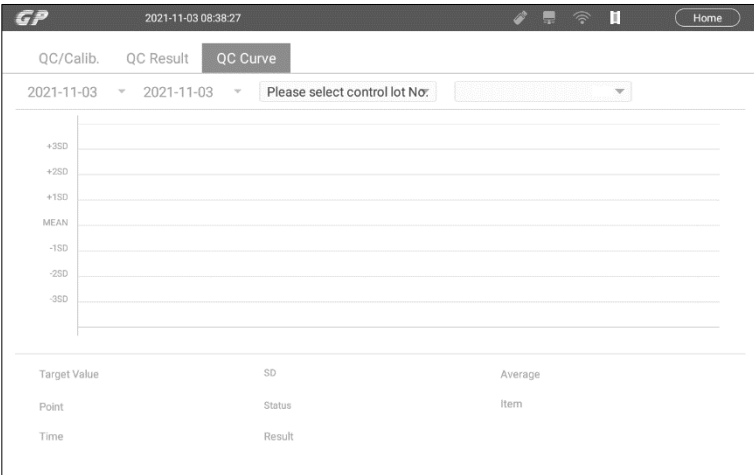 GP 2021-11-03 08:38:27 Home
QC/Calib. QC Result QC Curve
2021-11-03 2021-11-03 Please select control lot No.
+3SD
+2SD
+1SD
MEAN
-1SD
-2SD
-3SD
Target Value SD Average
Point Status Item
Time Result